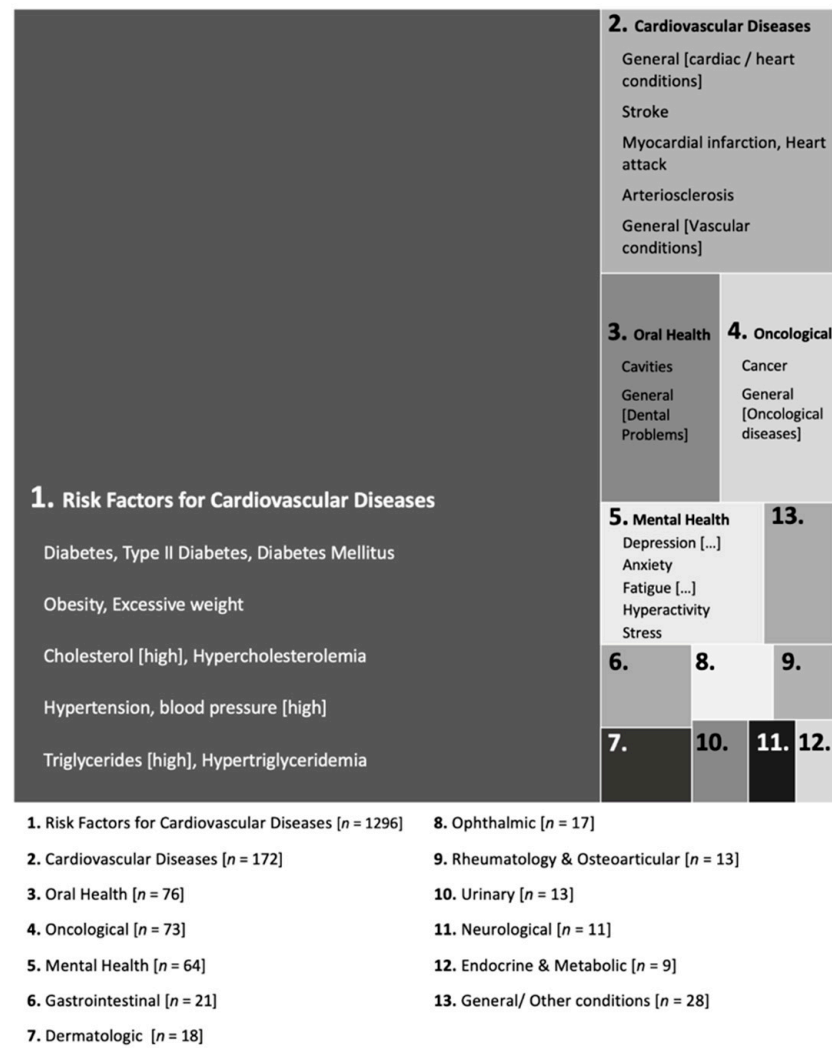 2. Cardiovascular Diseases
General [cardiac / heart
conditions]
Stroke
Myocardial infarction, Heart
attack
Arteriosclerosis
General [Vascular
conditions]
3. Oral Health
Cavities
General
[Dental
Problems]
4. Oncological
Cancer
General
[Oncological
diseases]
1. Risk Factors for Cardiovascular Diseases
Diabetes, Type II Diabetes, Diabetes Mellitus
Obesity, Excessive weight
Cholesterol [high], Hypercholesterolemia
Hypertension, blood pressure [high]
Triglycerides [high], Hypertriglyceridemia
5. Mental Health
Depression [...]
Anxiety
Fatigue [...]
Hyperactivity
Stress
13.
6.
8.
9.
7.
10.
11.
12.
1. Risk Factors for Cardiovascular Diseases [n = 1296]
2. Cardiovascular Diseases [n = 172]
3. Oral Health [n = 76]
4. Oncological [n = 73]
5. Mental Health [n = 64]
6. Gastrointestinal [n = 21]
7. Dermatologic [n = 18]
8. Ophthalmic [n = 17]
9. Rheumatology & Osteoarticular [n = 13]
10. Urinary [n = 13]
11. Neurological [n = 11]
12. Endocrine & Metabolic [n = 9]
13. General/ Other conditions [n = 28]